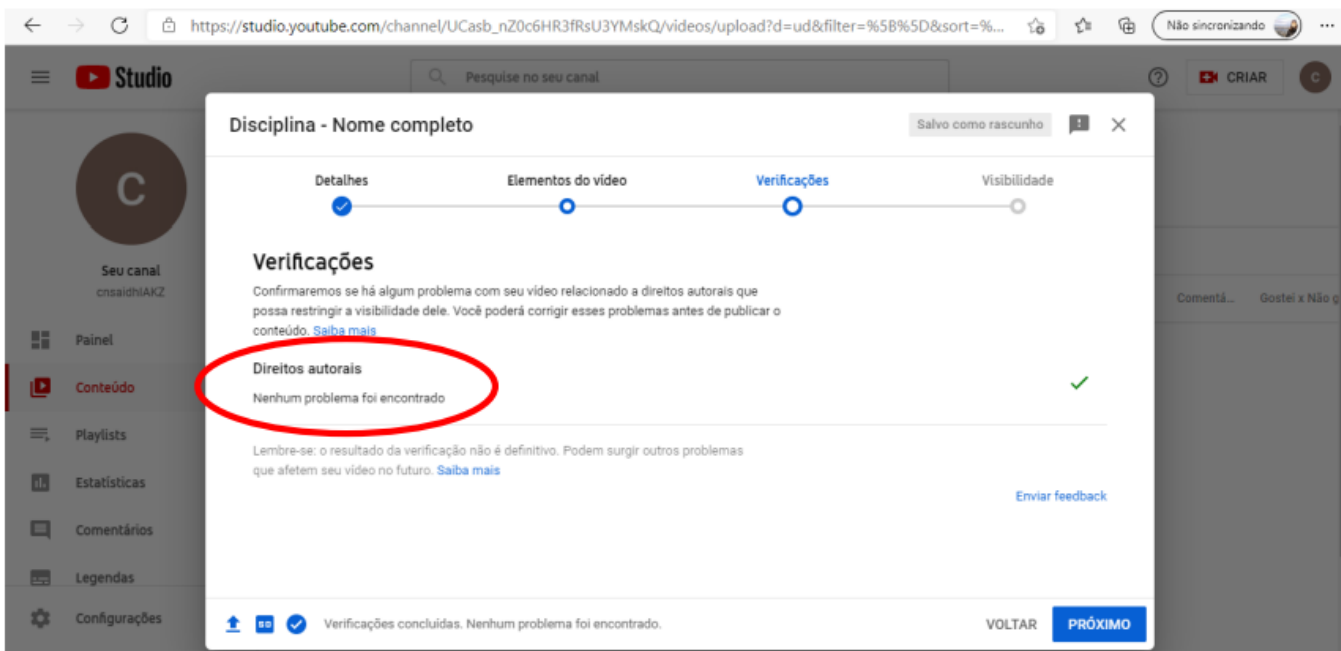 https://studio.youtube.com/channel/UCasb_nZ0c6HR3fRsU3YMskQ/videos/upload?d=ud&filter=%5B%5D&sort=%...
Não sincronizando
Studio
Pesquise no seu canal
CRIAR
C
C
Seu canal
cnsaidhIAKZ
Painel
Conteúdo
Playlists
Estatísticas
Comentários
Legendas
Configurações
Comentá...
Gostei x Não g
Disciplina - Nome completo
Salvo como rascunho
Detalhes
Elementos do vídeo
Verificações
Visibilidade
Verificações
Confirmaremos se há algum problema com seu vídeo relacionado a direitos autorais que
possa restringir a visibilidade dele. Você poderá corrigir esses problemas antes de publicar o
conteúdo. Saiba mais
Direitos autorais
Nenhum problema foi encontrado
Lembre-se: o resultado da verificação não é definitivo. Podem surgir outros problemas
que afetem seu vídeo no futuro. Saiba mais
Enviar feedback
SD
Verificações concluídas. Nenhum problema foi encontrado.
VOLTAR
PRÓXIMO